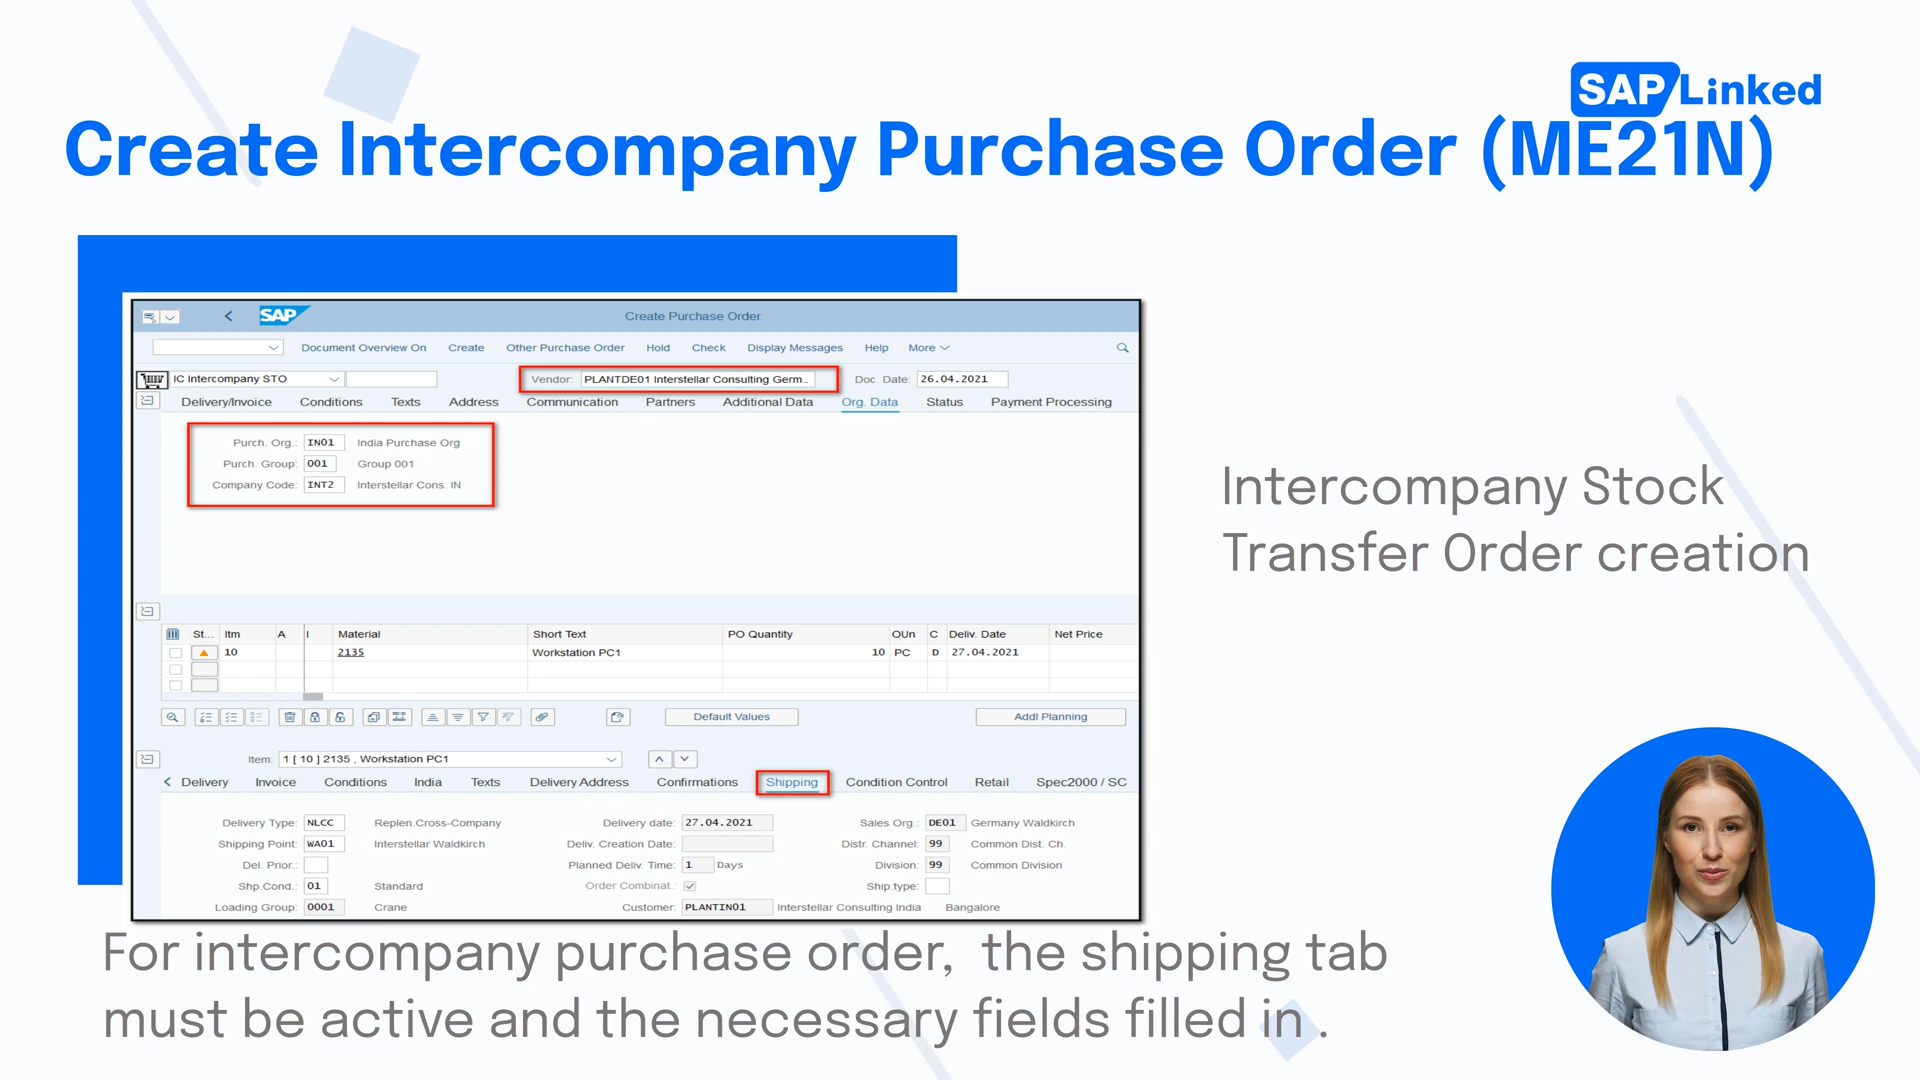 SAP Linked
Create Intercompany Purchase Order (ME21N)
SAP
Create Purchase Order
Document Overview On Create Other Purchase Order Hold Check Display Messages Help More
IC Intercompany STO Vendor: PLANTDE01 Interstellar Consulting Germ... Doc. Date: 26.04.2021
Delivery/Invoice Conditions Texts Address Communication Partners Additional Data Org. Data Status Payment Processing
Purch. Org.: IN01 India Purchase Org
Purch. Group: 001 Group 001
Company Code: INT2 Interstellar Cons. IN
St... Itm A I Material Short Text PO Quantity OUn C Deliv. Date Net Price
10 2135 Workstation PC1 10 PC D 27.04.2021
Default Values Addl Planning
Item: 1 [ 10 ] 2135 , Workstation PC1
Delivery Invoice Conditions India Texts Delivery Address Confirmations Shipping Condition Control Retail Spec2000 / SC
Delivery Type: NLCC Replen.Cross-Company Delivery date: 27.04.2021 Sales Org.: DE01 Germany Waldkirch
Shipping Point: WA01 Interstellar Waldkirch Deliv. Creation Date: Distr. Channel: 99 Common Dist. Ch.
Del. Prior.: Planned Deliv. Time: 1 Days Division: 99 Common Division
Shp.Cond.: 01 Standard Order Combinat.: Ship.type:
Loading Group: 0001 Crane Customer: PLANTIN01 Interstellar Consulting India Bangalore
Intercompany Stock
Transfer Order creation
For intercompany purchase order, the shipping tab
must be active and the necessary fields filled in .